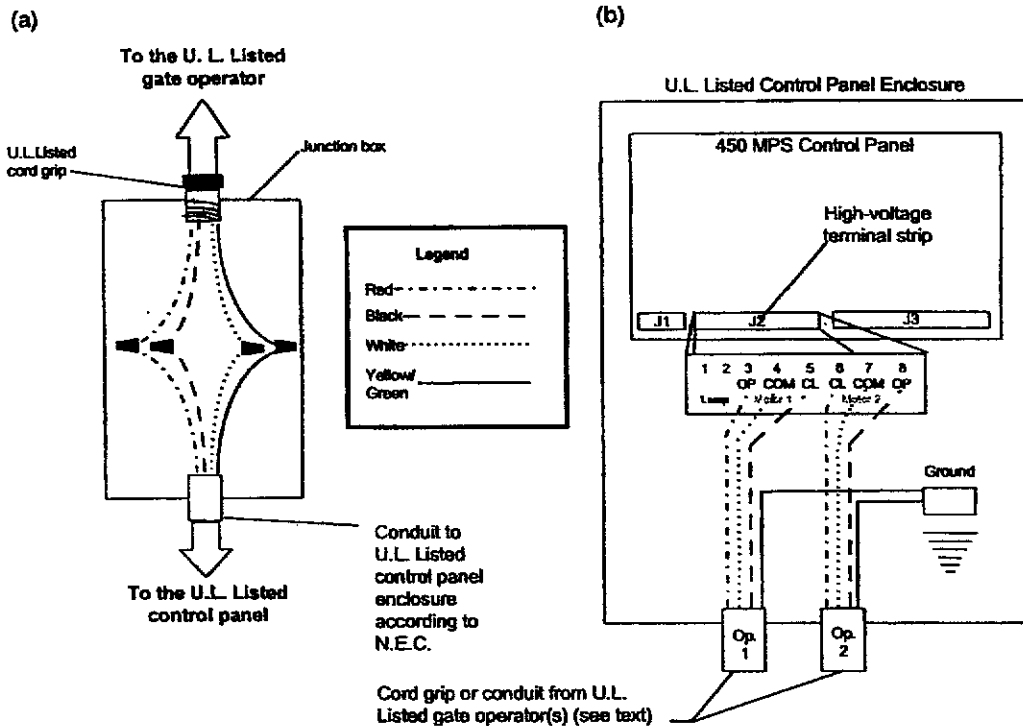 (a)
To the U. L. Listed
gate operator
U.L.Listed
cord grip
Junction box
Legend
Red
Black
White
Yellow/
Green
Conduit to
U.L. Listed
control panel
enclosure
according to
N.E.C.
To the U.L. Listed
control panel
(b)
U.L. Listed Control Panel Enclosure
450 MPS Control Panel
High-voltage
terminal strip
J1 J2 J3
1 2 3 4 5 6 7 8
OP COM CL CL COM OP
Lamp Motor 1 Motor 2
Ground
Op. 1
Op. 2
Cord grip or conduit from U.L.
Listed gate operator(s) (see text)